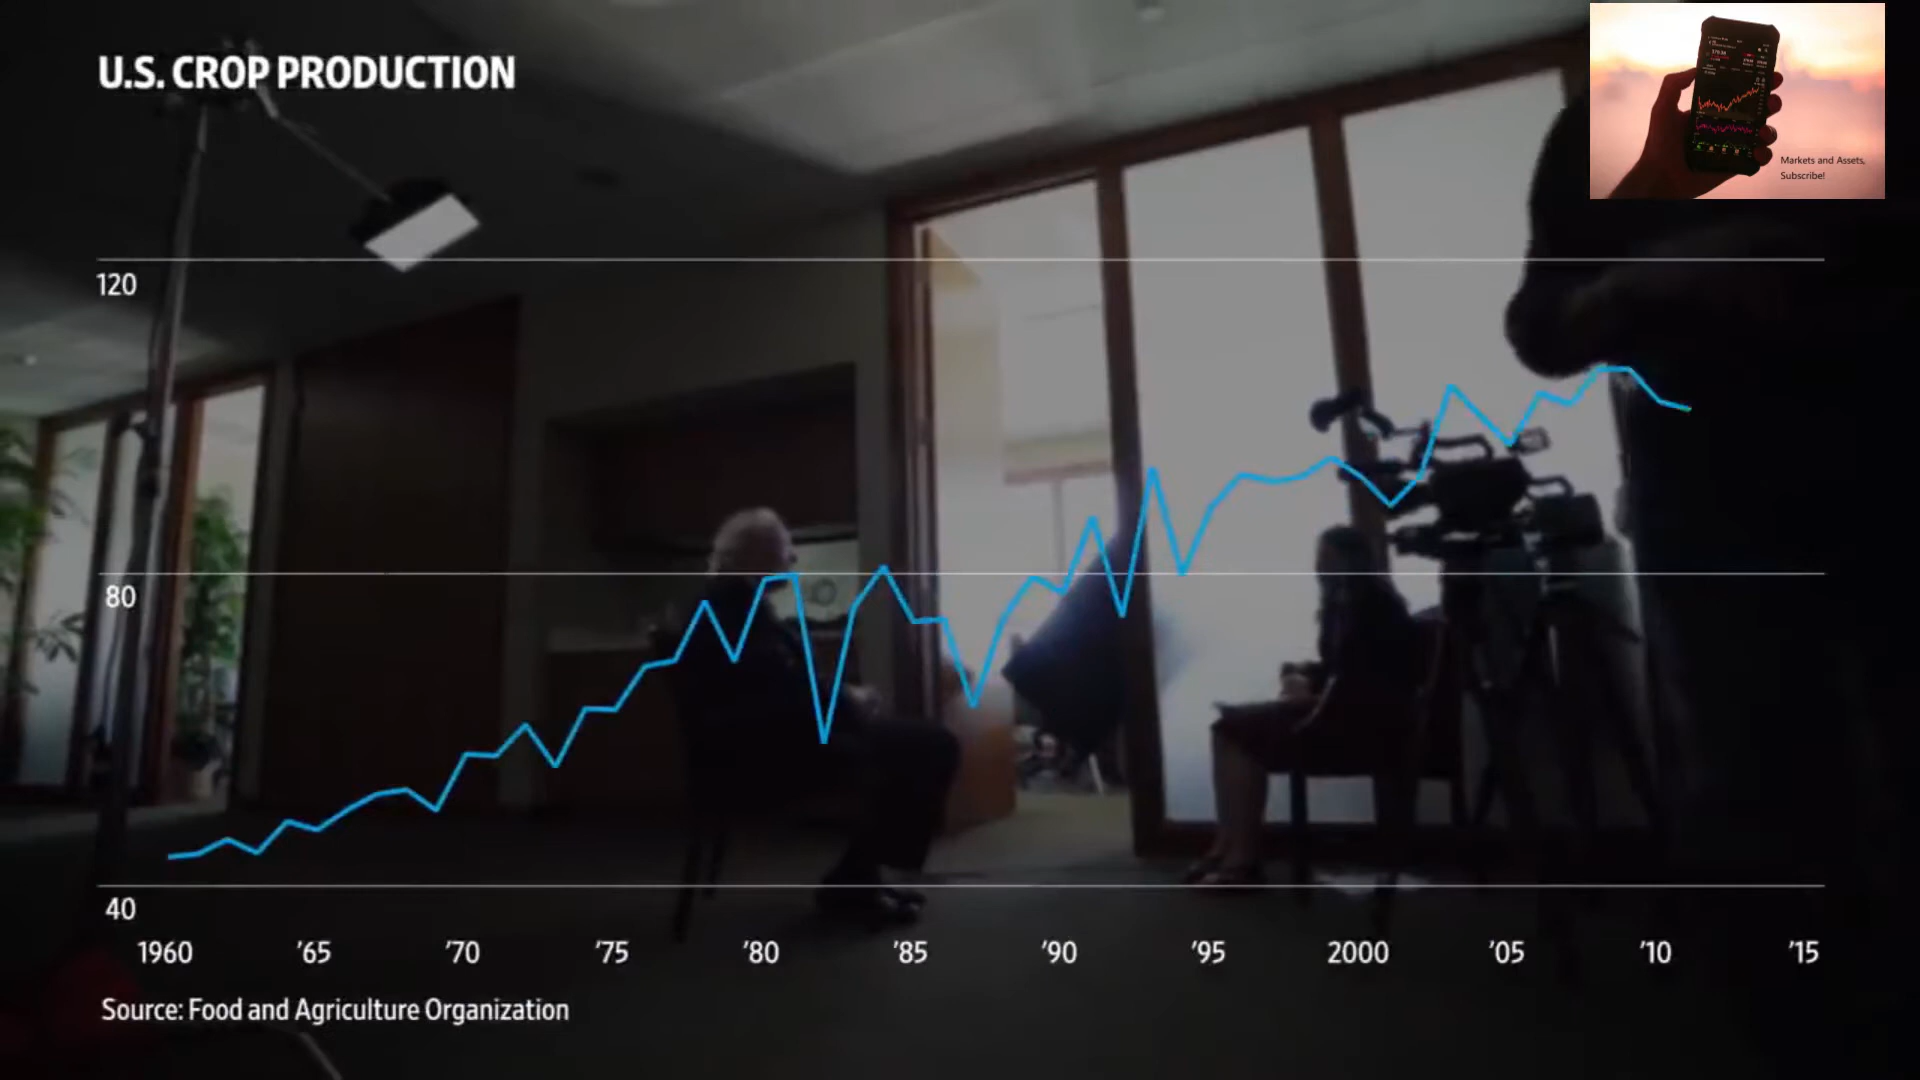 U.S. CROP PRODUCTION
Markets and Assets,
Subscribe!
120
80
40
1960 ’65 ’70 ’75 ’80 ’85 ’90 ’95 2000 ’05 ’10 ’15
Source: Food and Agriculture Organization